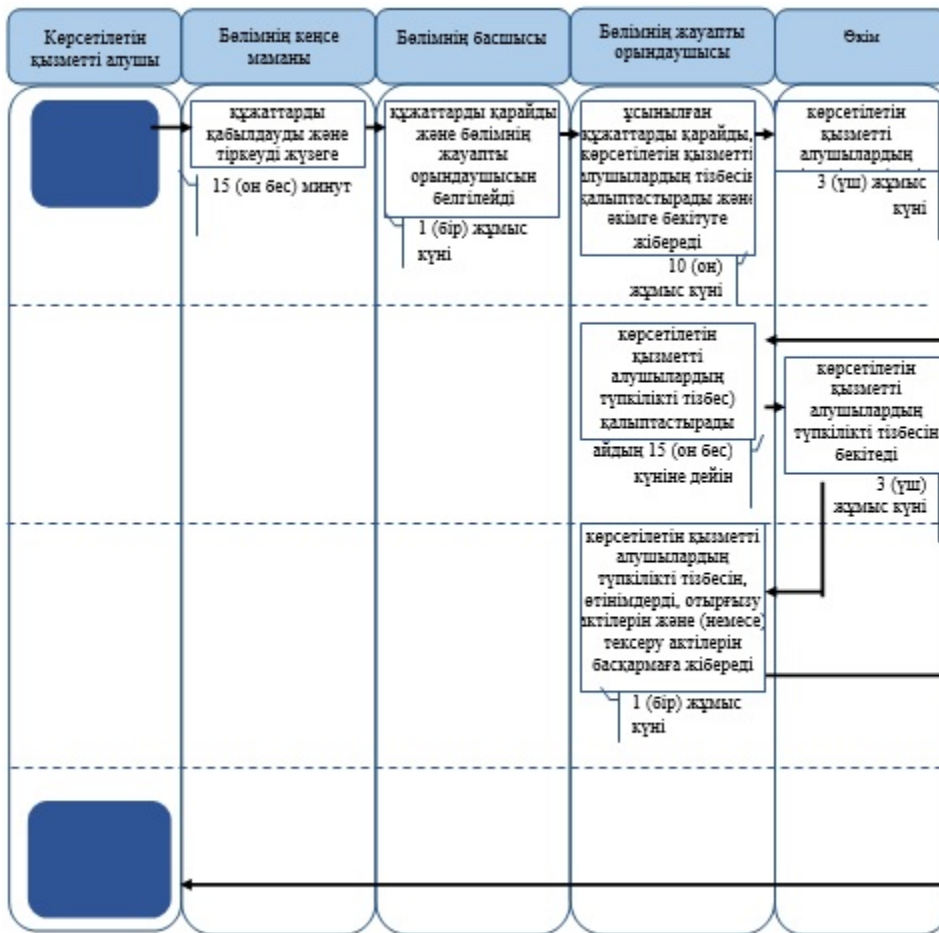 Көрсетілетін
қызметті алушы
Бөлімнің кеңсе
маманы
Бөлімнің басшысы
Бөлімнің жауапты
орындаушысы
Әкім
құжаттарды
қабылдауды және
тіркеуді жүзеге
15 (он бес) минут
құжаттарды қарайды
және бөлімнің
жауапты
орындаушысын
белгілейді
1 (бір) жұмыс
күні
ұсынылған
құжаттарды қарайды,
көрсетілетін қызметті
алушылардың тізбесін
қалыптастырады және
әкімге бекітуге
жібереді
10 (он)
жұмыс күні
көрсетілетін
қызметті
алушылардың
3 (үш) жұмыс
күні
көрсетілетін
қызметті
алушылардың
түпкілікті тізбес)
қалыптастырады
айдың 15 (он бес)
күніне дейін
көрсетілетін
қызметті
алушылардың
түпкілікті тізбесін
бекітеді
3 (үш)
жұмыс күні
көрсетілетін қызметті
алушылардың
түпкілікті тізбесін,
өтінімдерді, отырғызу
актілерін және (немесе)
тексеру актілерін
басқармаға жібереді
1 (бір) жұмыс
күні